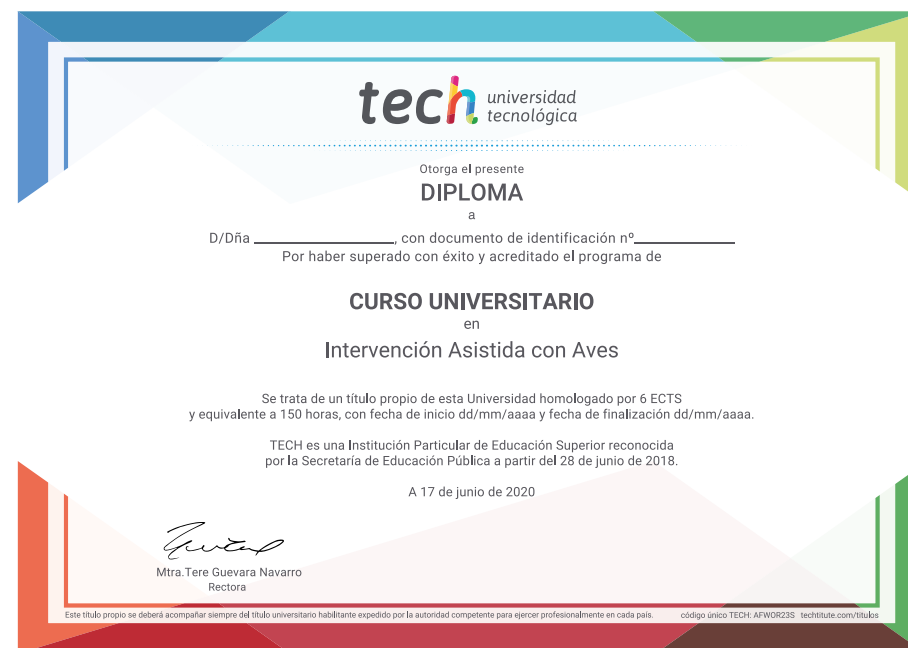 tech universidad
tecnológica
Otorga el presente
DIPLOMA
a
D/Dña ____________, con documento de identificación nº_________
Por haber superado con éxito y acreditado el programa de
CURSO UNIVERSITARIO
en
Intervención Asistida con Aves
Se trata de un título propio de esta Universidad homologado por 6 ECTS
y equivalente a 150 horas, con fecha de inicio dd/mm/aaaa y fecha de finalización dd/mm/aaaa.
TECH es una Institución Particular de Educación Superior reconocida
por la Secretaría de Educación Pública a partir del 28 de junio de 2018.
A 17 de junio de 2020
Mtra.Tere Guevara Navarro
Rectora
Este título propio se deberá acompañar siempre del título universitario habilitante expedido por la autoridad competente para ejercer profesionalmente en cada país. código único TECH: AFWOR23S techtitute.com/titulos